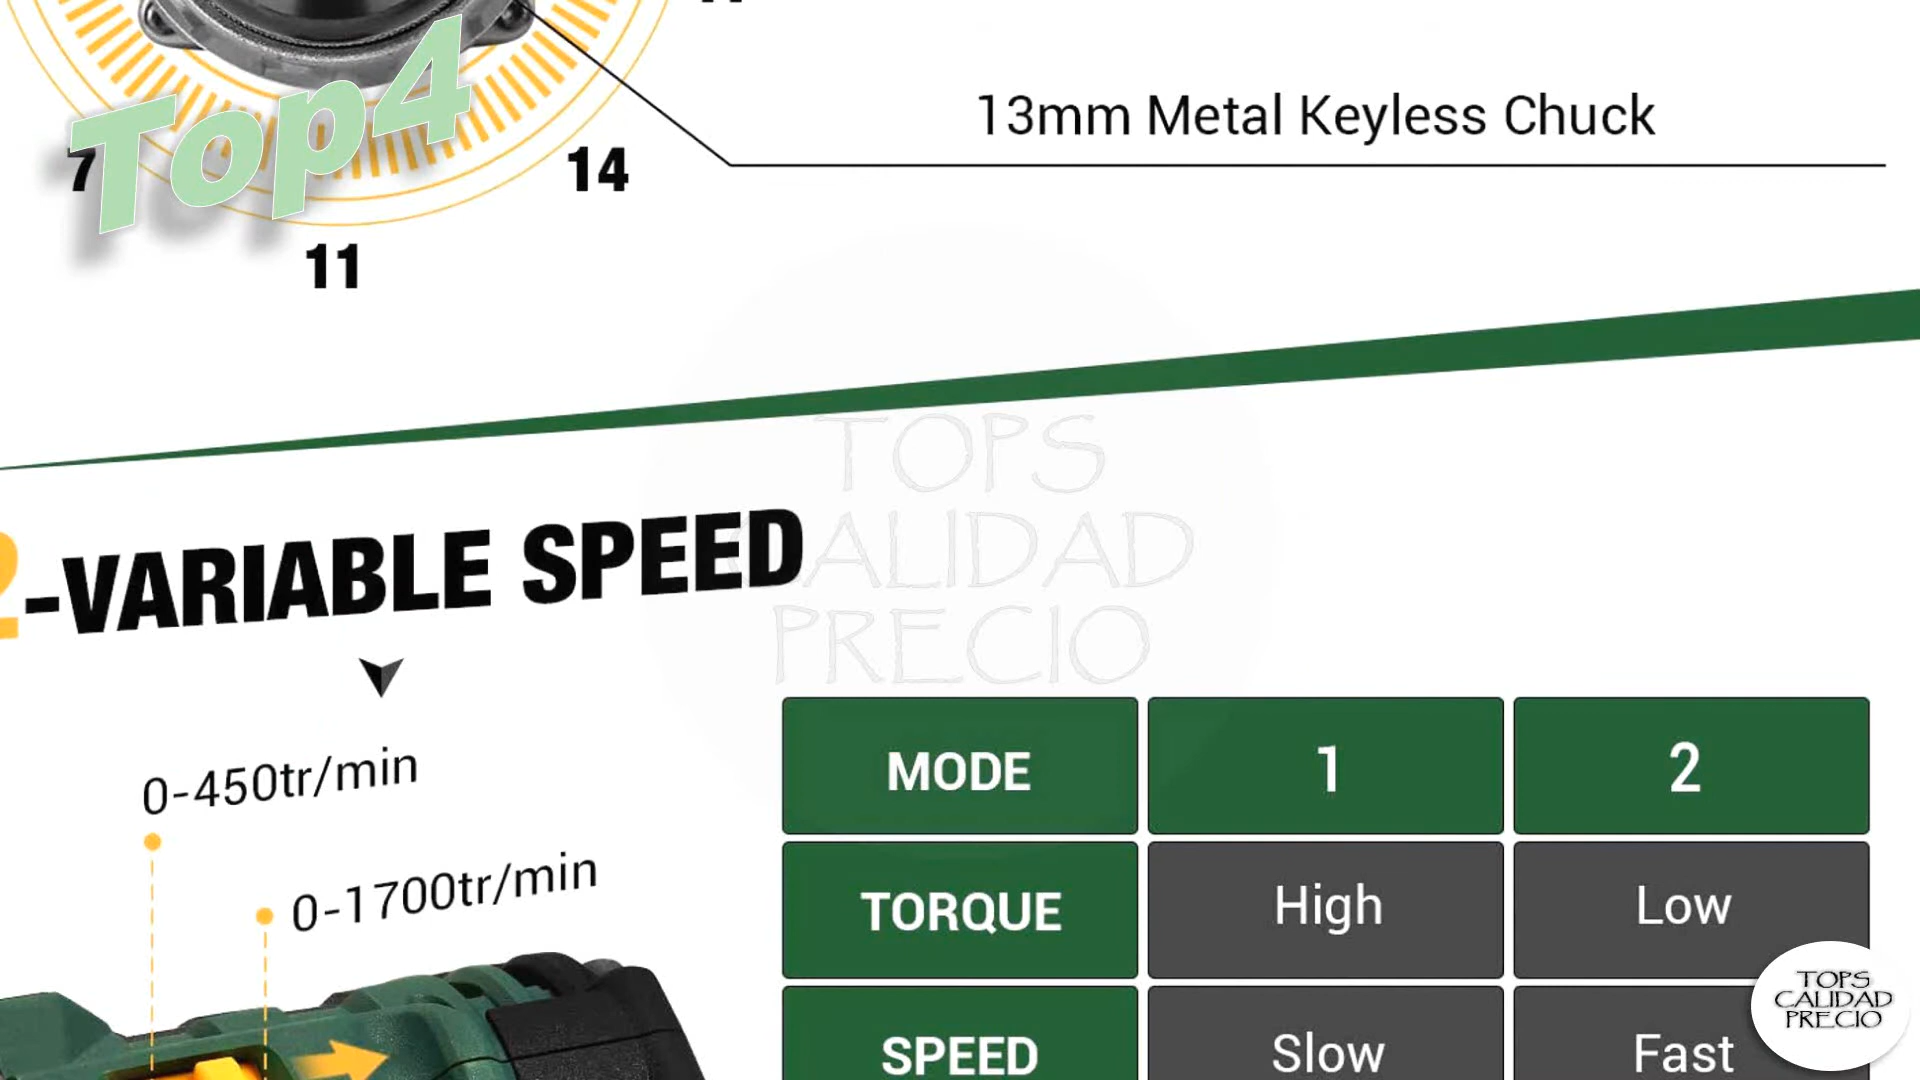 Top4
7
14
11
13mm Metal Keyless Chuck
TOPS
CALIDAD
PRECIO
2-VARIABLE SPEED
0-450tr/min
0-1700tr/min
MODE 1 2
TORQUE High Low
SPEED Slow Fast
TOPS
CALIDAD
PRECIO